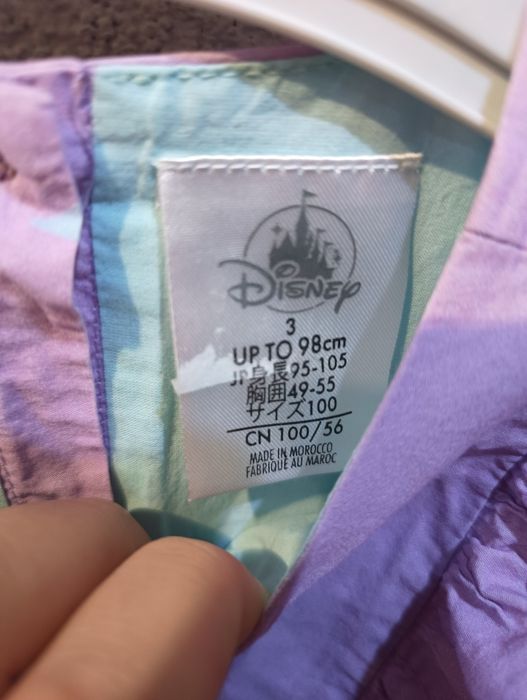 Disney
3
UP TO 98cm
JP身長95-105
胸囲49-55
サイズ100
CN 100/56
MADE IN MOROCCO
FABRIQUÉ AU MAROC